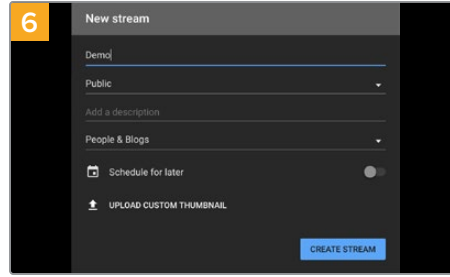 6
New stream
Demo
Public
Add a description
People & Blogs
Schedule for later
UPLOAD CUSTOM THUMBNAIL
CREATE STREAM